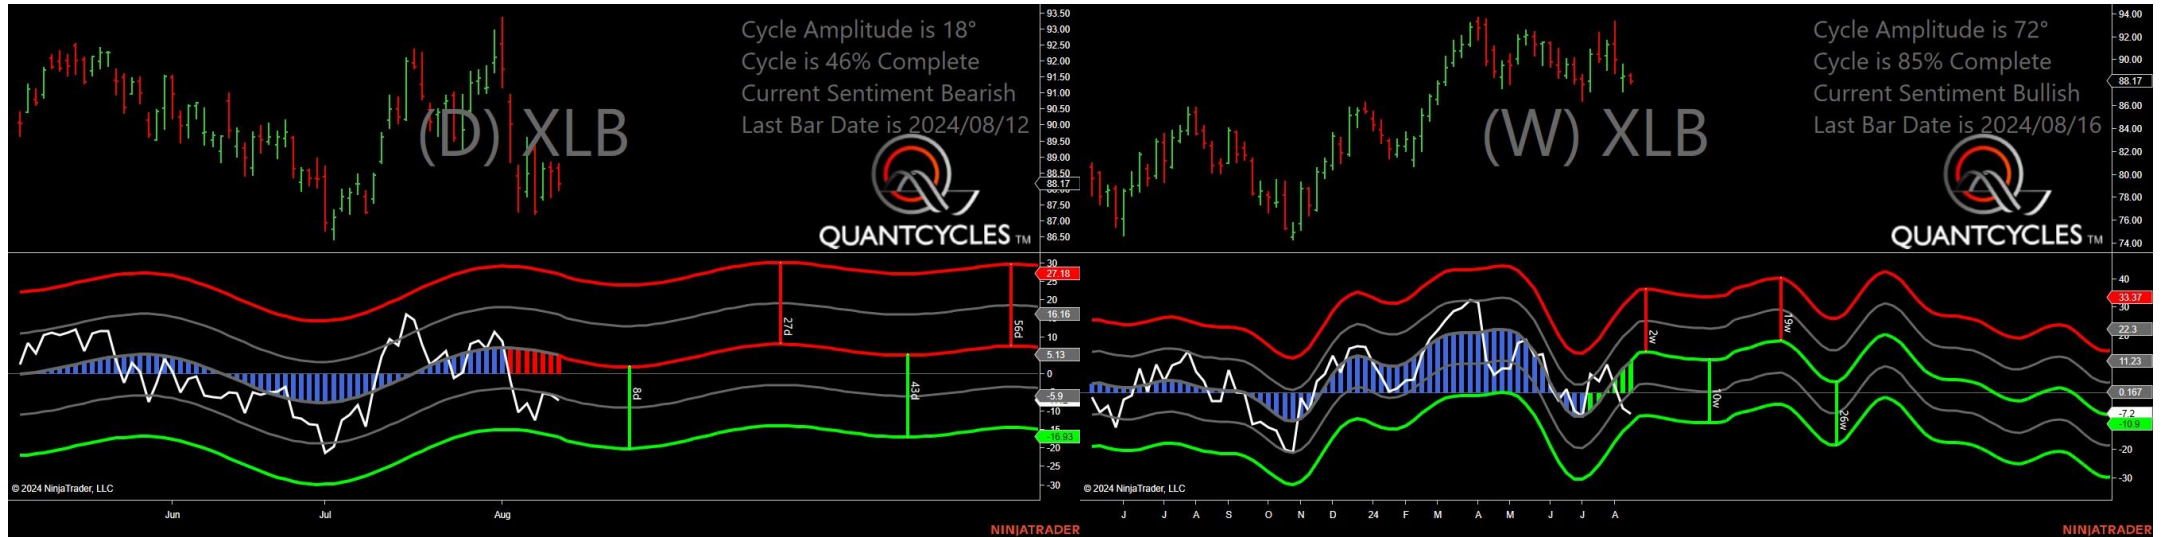 Cycle Amplitude is 18°
Cycle is 46% Complete
Current Sentiment Bearish
Last Bar Date is 2024/08/12
(D) XLB
QUANTCYCLES TM
93.50
93.00
92.50
92.00
91.50
91.00
90.50
90.00
89.50
89.00
88.50
88.17
87.50
87.00
86.50
30
27.18
25
20
16.16
10
5.13
0
-5.9
-10
-16.93
-20
-25
-30
27d
56d
8d
43d
© 2024 NinjaTrader, LLC
Jun
Jul
Aug
NINJATRADER
Cycle Amplitude is 72°
Cycle is 85% Complete
Current Sentiment Bullish
Last Bar Date is 2024/08/16
(W) XLB
QUANTCYCLES TM
94.00
92.00
90.00
88.17
86.00
84.00
82.00
80.00
78.00
76.00
74.00
40
33.37
30
22.3
11.23
0.167
-7.2
-10.9
-20
-30
2w
19w
10w
26w
© 2024 NinjaTrader, LLC
J
J
A
S
O
N
D
24
F
M
A
M
J
J
A
NINJATRADER